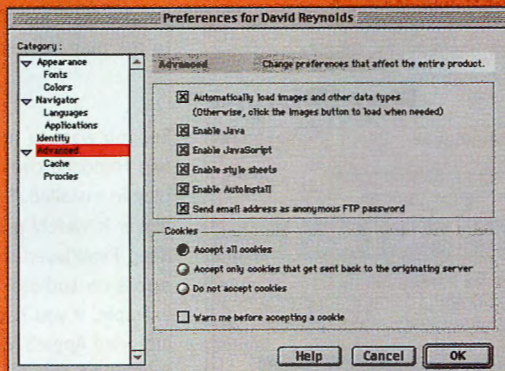 Preferences for David Reynolds
Category :
Appearance
Fonts
Colors
Navigator
Languages
Applications
Identity
Advanced
Cache
Proxies
Advanced
Change preferences that affect the entire product.
Automatically load images and other data types
(Otherwise, click the Images button to load when needed)
Enable Java
Enable JavaScript
Enable style sheets
Enable AutoInstall
Send email address as anonymous FTP password
Cookies
Accept all cookies
Accept only cookies that get sent back to the originating server
Do not accept cookies
Warn me before accepting a cookie
Help
Cancel
OK